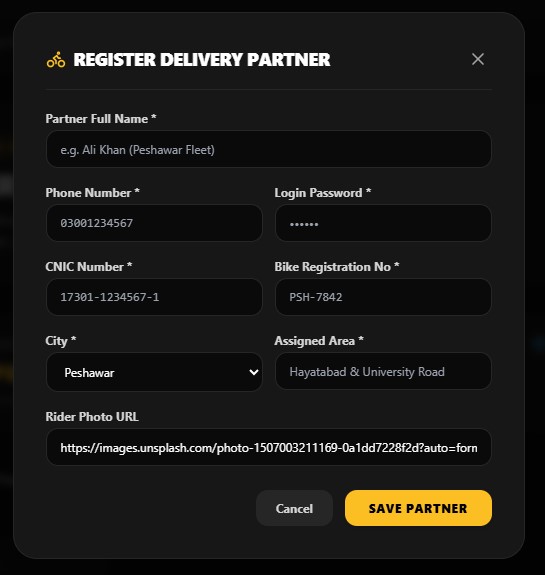 REGISTER DELIVERY PARTNER
Partner Full Name *
e.g. Ali Khan (Peshawar Fleet)
Phone Number * Login Password *
03001234567 ••••••
CNIC Number * Bike Registration No *
17301-1234567-1 PSH-7842
City * Assigned Area *
Peshawar Hayatabad & University Road
Rider Photo URL
https://images.unsplash.com/photo-1507003211169-0a1dd7228f2d?auto=form
Cancel SAVE PARTNER